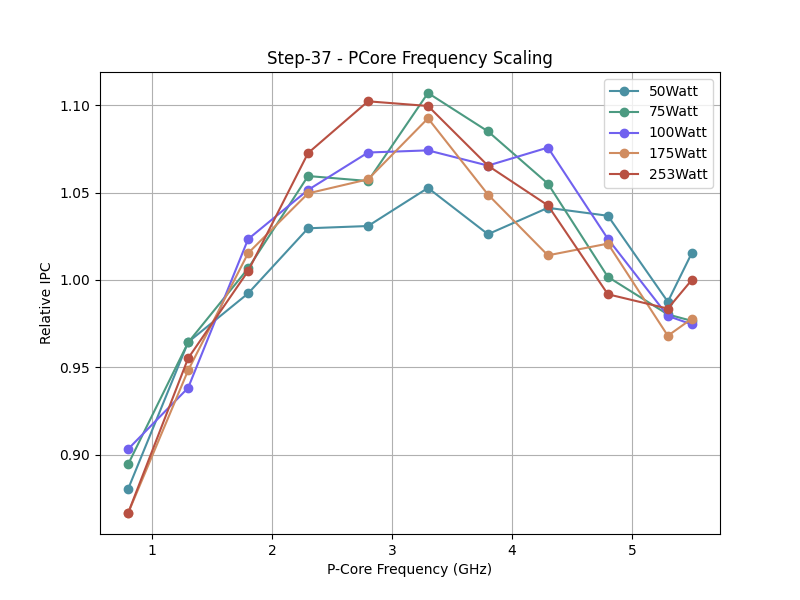 Step-37 - PCore Frequency Scaling
50Watt
75Watt
100Watt
175Watt
253Watt
Relative IPC
1.10
1.05
1.00
0.95
0.90
1
2
3
4
5
P-Core Frequency (GHz)